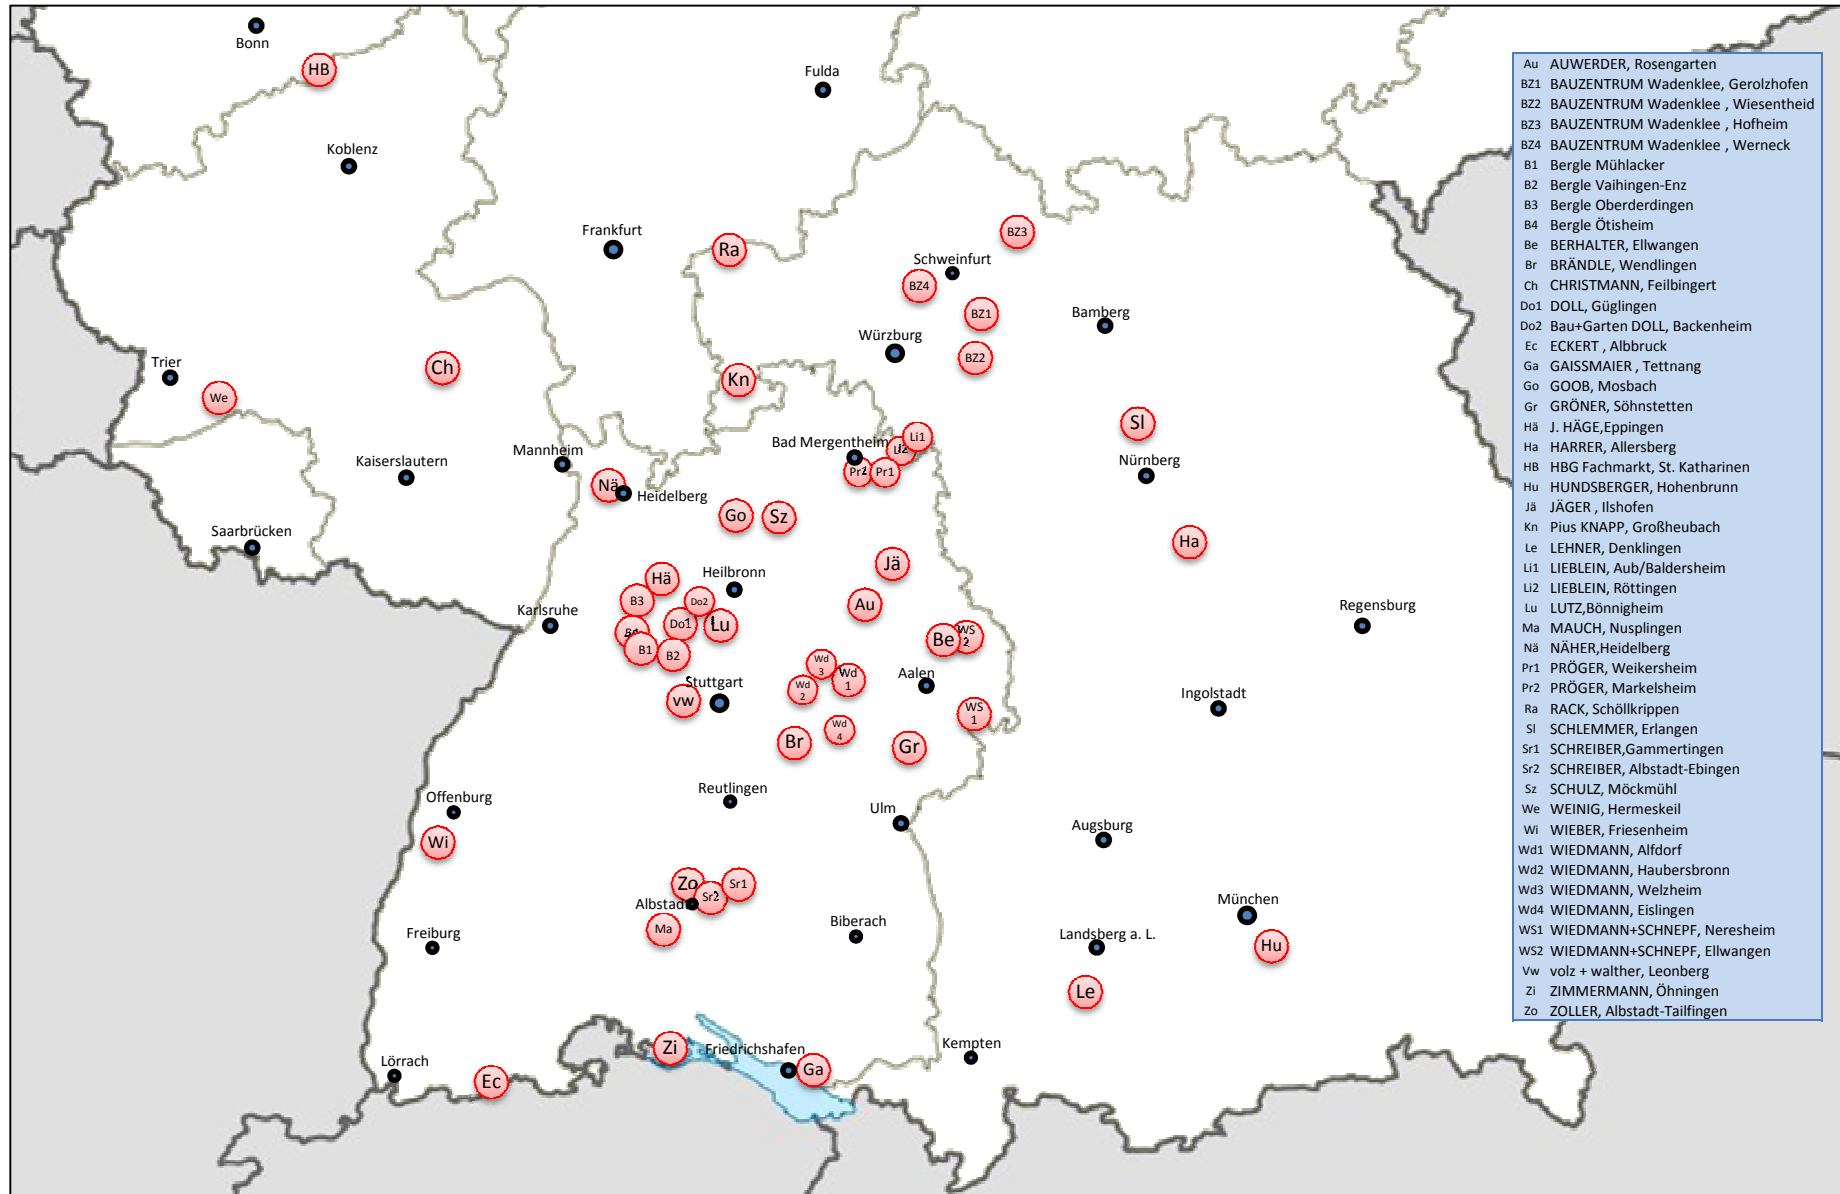 Bonn
HB
Fulda
Koblenz
Frankfurt
Ra
BZ3
Schweinfurt
BZ4
BZ1
Bamberg
Würzburg
BZ2
Trier
We
Ch
Kn
Sl
Li1
Li2
Bad Mergentheim
Pr2
Pr1
Mannheim
Kaiserslautern
Nürnberg
Nä
Heidelberg
Go
Sz
Saarbrücken
Ha
Jä
Hä
Heilbronn
B3
Do2
Au
Karlsruhe
Do1
Lu
Regensburg
B4
B1
B2
Be
WS
2
Wd
3
Wd
1
Wd
2
Aalen
Stuttgart
vw
Ingolstadt
WS
1
Wd
4
Br
Gr
Reutlingen
Offenburg
Ulm
Augsburg
Wi
Zo
Sr2
Sr1
Albstadt
Ma
Biberach
München
Freiburg
Landsberg a. L.
Hu
Le
Zi
Friedrichshafen
Ga
Kempten
Lörrach
Ec
Au AUWERDER, Rosengarten
BZ1 BAUZENTRUM Wadenklee, Gerolzhofen
BZ2 BAUZENTRUM Wadenklee , Wiesentheid
BZ3 BAUZENTRUM Wadenklee , Hofheim
BZ4 BAUZENTRUM Wadenklee , Werneck
B1 Bergle Mühlacker
B2 Bergle Vaihingen-Enz
B3 Bergle Oberderdingen
B4 Bergle Ötisheim
Be BERHALTER, Ellwangen
Br BRÄNDLE, Wendlingen
Ch CHRISTMANN, Feilbingert
Do1 DOLL, Güglingen
Do2 Bau+Garten DOLL, Backenheim
Ec ECKERT , Albbruck
Ga GAISSMAIER , Tettnang
Go GOOB, Mosbach
Gr GRÖNER, Söhnstetten
Hä J. HÄGE,Eppingen
Ha HARRER, Allersberg
HB HBG Fachmarkt, St. Katharinen
Hu HUNDSBERGER, Hohenbrunn
Jä JÄGER , Ilshofen
Kn Pius KNAPP, Großheubach
Le LEHNER, Denklingen
Li1 LIEBLEIN, Aub/Baldersheim
Li2 LIEBLEIN, Röttingen
Lu LUTZ,Bönnigheim
Ma MAUCH, Nusplingen
Nä NÄHER,Heidelberg
Pr1 PRÖGER, Weikersheim
Pr2 PRÖGER, Markelsheim
Ra RACK, Schöllkrippen
Sl SCHLEMMER, Erlangen
Sr1 SCHREIBER,Gammertingen
Sr2 SCHREIBER, Albstadt-Ebingen
Sz SCHULZ, Möckmühl
We WEINIG, Hermeskeil
Wi WIEBER, Friesenheim
Wd1 WIEDMANN, Alfdorf
Wd2 WIEDMANN, Haubersbronn
Wd3 WIEDMANN, Welzheim
Wd4 WIEDMANN, Eislingen
WS1 WIEDMANN+SCHNEPF, Neresheim
WS2 WIEDMANN+SCHNEPF, Ellwangen
Vw volz + walther, Leonberg
Zi ZIMMERMANN, Öhningen
Zo ZOLLER, Albstadt-Tailfingen